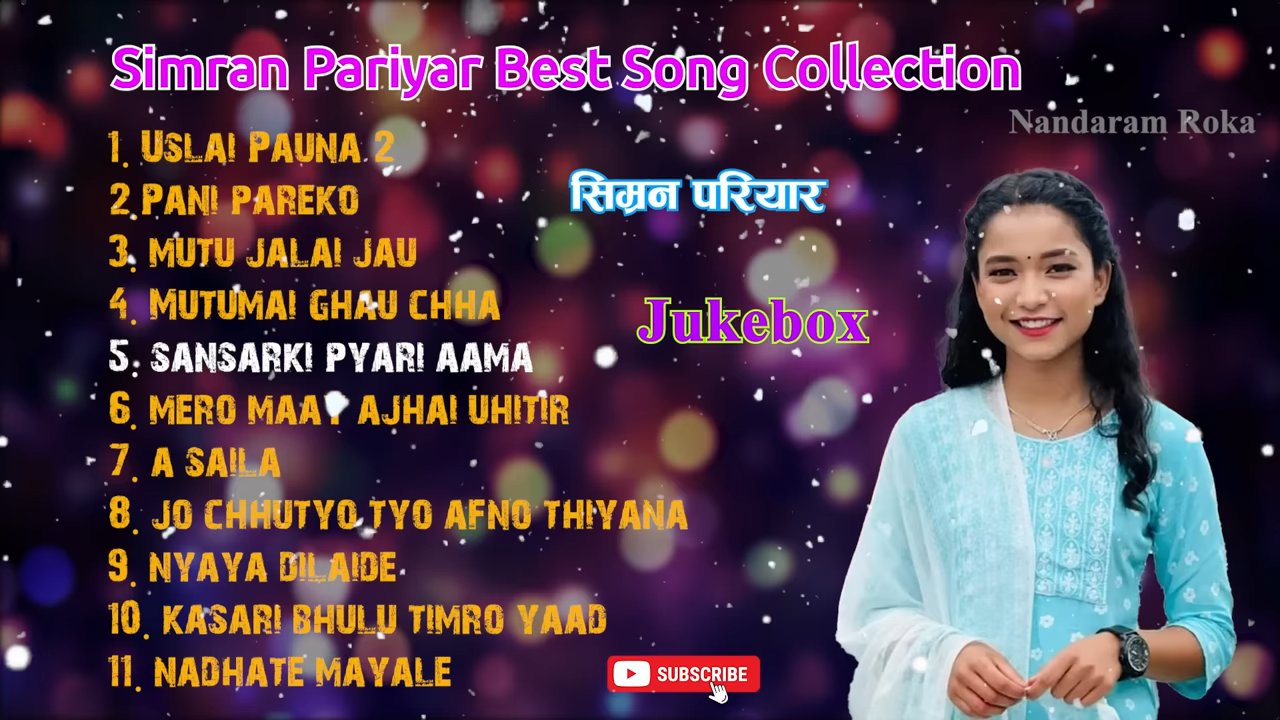 Simran Pariyar Best Song Collection
Nandaram Roka
1. USLAI PAUNA 2
2. PANI PAREKO
सिम्रन परियार
3. MUTU JALAI JAU
4. MUTUMAI GHAU CHHA
Jukebox
5. SANSARKI PYARI AAMA
6. MERO AJHAI UHITIR
7. A SAILA
8. JO CHHUTYO TYO AFNO THIYANA
9. NYAYA DILAIDE
10. KASARI BHULU TIMRO YAAD
11. NADHATE MAYALE
SUBSCRIBE